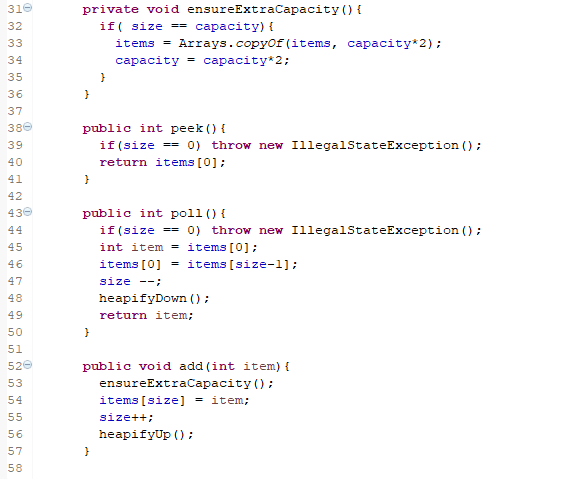 31 private void ensureExtraCapacity(){
32 if( size == capacity){
33 items = Arrays.copyOf(items, capacity*2);
34 capacity = capacity*2;
35 }
36 }
37
38 public int peek(){
39 if(size == 0) throw new IllegalStateException();
40 return items[0];
41 }
42
43 public int poll(){
44 if(size == 0) throw new IllegalStateException();
45 int item = items[0];
46 items[0] = items[size-1];
47 size --;
48 heapifyDown();
49 return item;
50 }
51
52 public void add(int item){
53 ensureExtraCapacity();
54 items[size] = item;
55 size++;
56 heapifyUp();
57 }
58